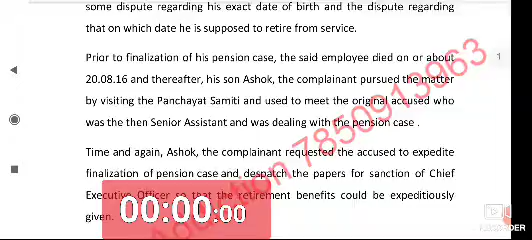 some dispute regarding his exact date of birth and the dispute regarding
that on which date he is supposed to retire from service.
Prior to finalization of his pension case, the said employee died on or about
20.08.16 and thereafter, his son Ashok, the complainant pursued the matter
by visiting the Panchayat Samiti and used to meet the original accused who
was the then Senior Assistant and was dealing with the pension case .
Time and again, Ashok, the complainant requested the accused to expedite
finalization of pension case and despatch the papers for sanction of Chief
Executive Officer so that the retirement benefits could be expeditiously
given.
00:00:00
7850913963
1
RECORDER